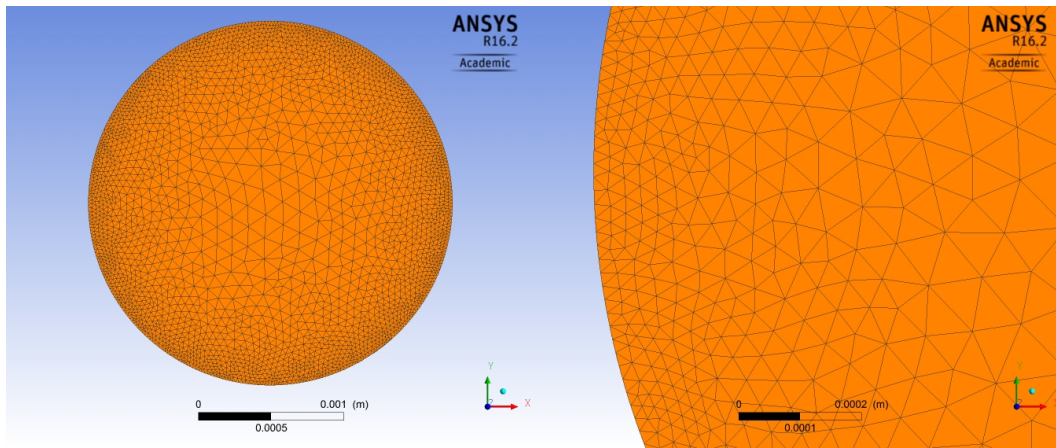 ANSYS
R16.2
Academic
Y
Z
X
0 0.001 (m)
0.0005
ANSYS
R16.2
Academic
Y
X
0 0.0002 (m)
0.0001